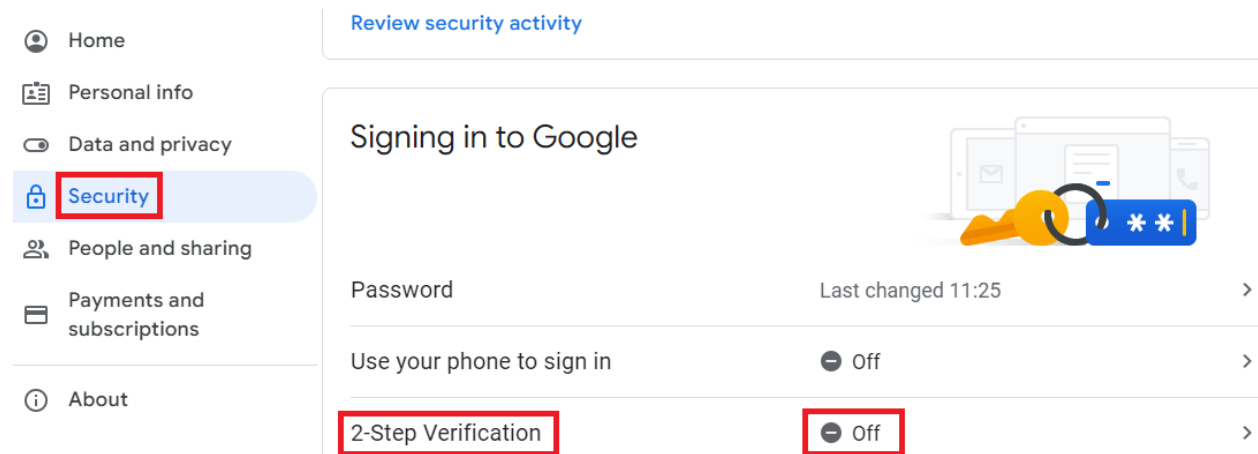 Home
Personal info
Data and privacy
Security
People and sharing
Payments and
subscriptions
About
Review security activity
Signing in to Google
**
Password Last changed 11:25
Use your phone to sign in Off
2-Step Verification Off